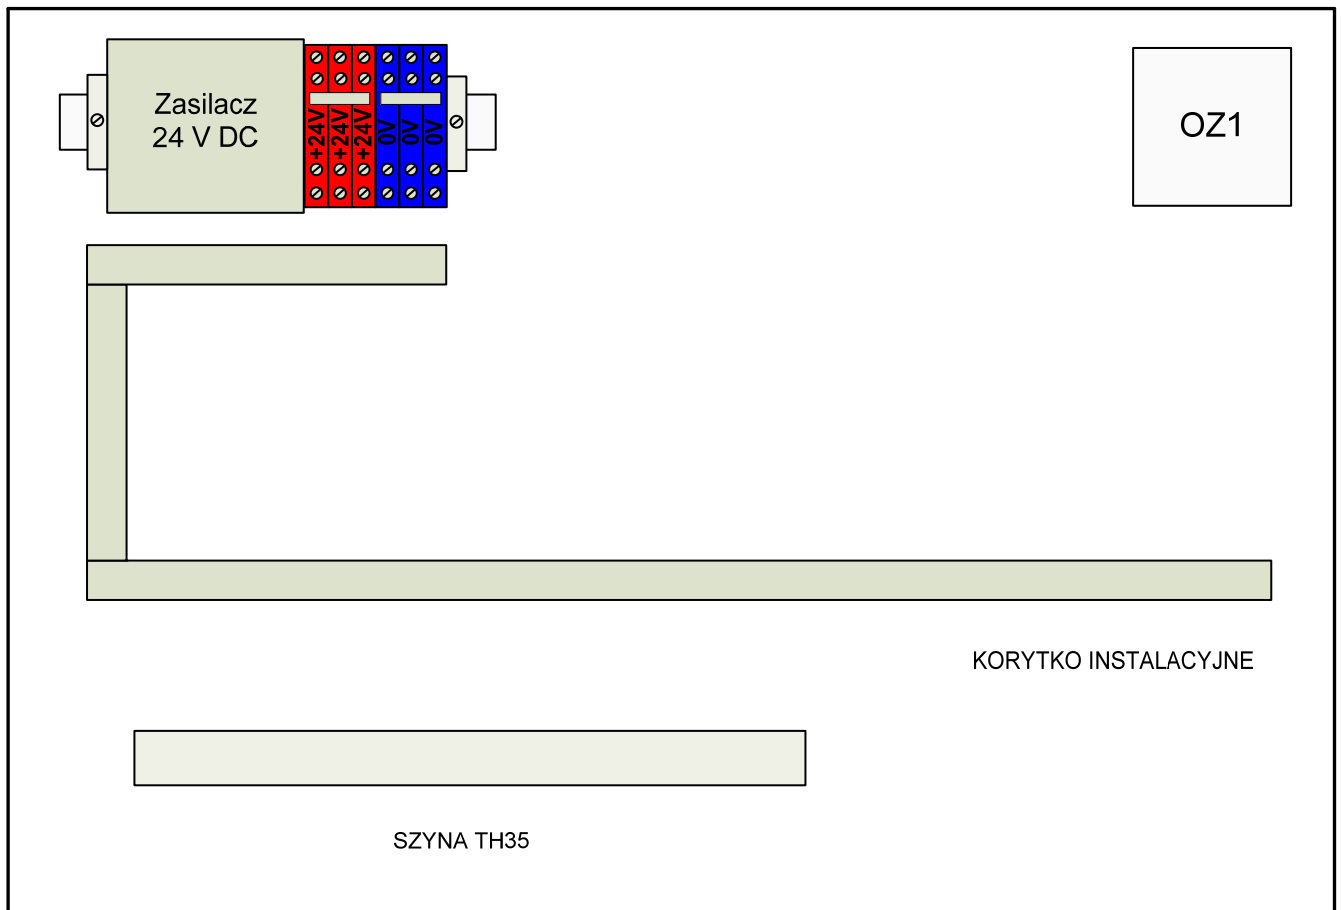 Zasilacz
24 V DC
+24V
+24V
+24V
0V
0V
0V
OZ1
KORYTKO INSTALACYJNE
SZYNA TH35